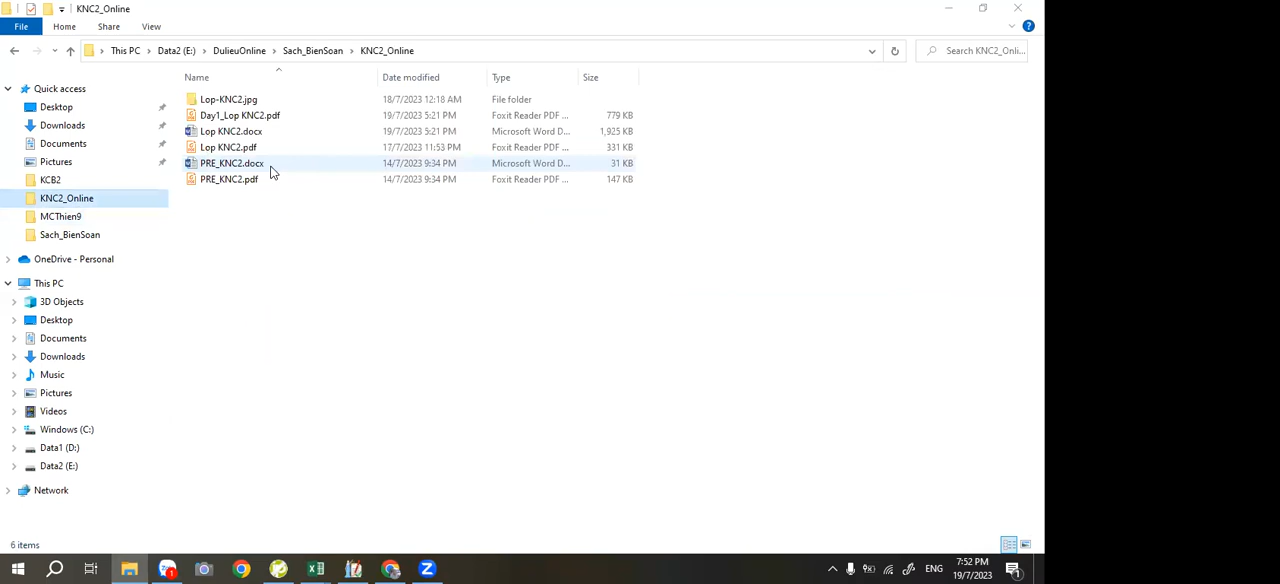 KNC2_Online
File Home Share View
This PC Data2 (E:) DulieuOnline Sach_BienSoan KNC2_Online Search KNC2_Onli...
Name Date modified Type Size
Quick access
Desktop
Downloads
Documents
Pictures
KCB2
KNC2_Online
MCThien9
Sach_BienSoan
OneDrive - Personal
This PC
3D Objects
Desktop
Documents
Downloads
Music
Pictures
Videos
Windows (C:)
Data1 (D:)
Data2 (E:)
Network
Lop-KNC2.jpg 18/7/2023 12:18 AM File folder
Day1_Lop KNC2.pdf 19/7/2023 5:21 PM Foxit Reader PDF ... 779 KB
Lop KNC2.docx 19/7/2023 5:21 PM Microsoft Word D... 1,925 KB
Lop KNC2.pdf 17/7/2023 11:53 PM Foxit Reader PDF ... 331 KB
PRE_KNC2.docx 14/7/2023 9:34 PM Microsoft Word D... 31 KB
PRE_KNC2.pdf 14/7/2023 9:34 PM Foxit Reader PDF ... 147 KB
6 items
ENG
7:52 PM
19/7/2023